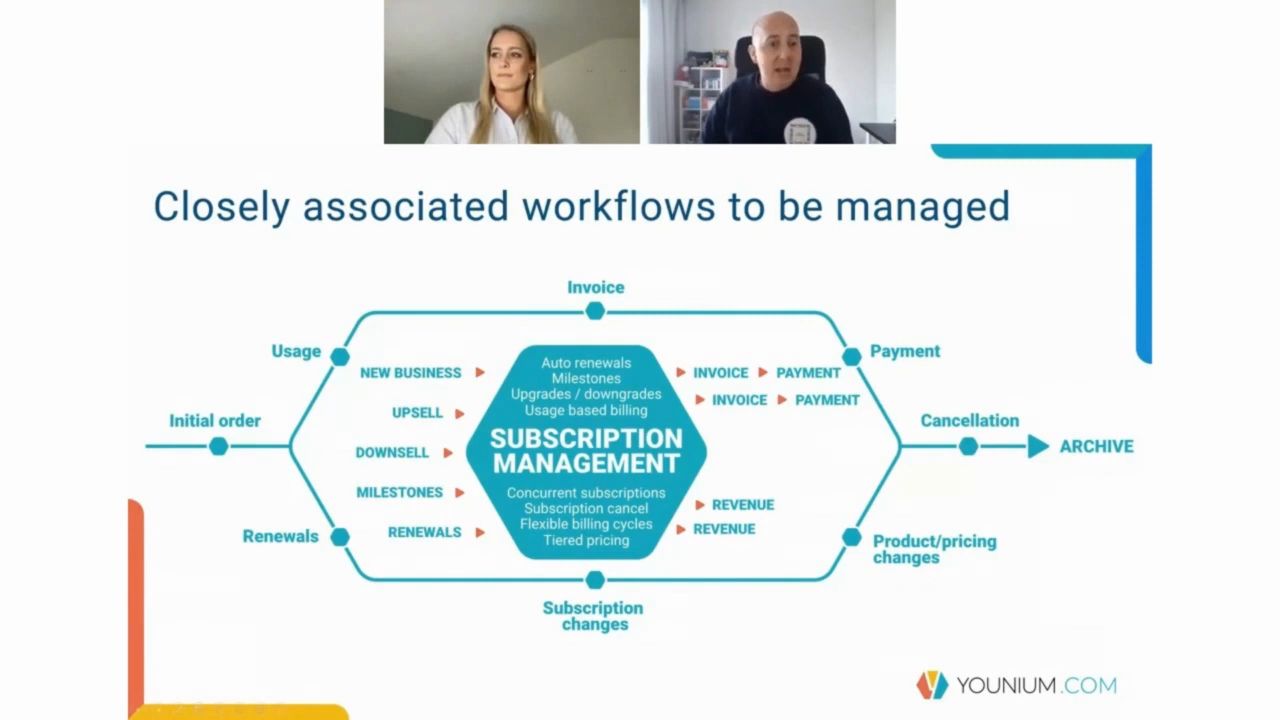 Closely associated workflows to be managed
Invoice
Usage
Payment
NEW BUSINESS
UPSELL
DOWNSELL
MILESTONES
RENEWALS
Auto renewals
Milestones
Upgrades / downgrades
Usage based billing
SUBSCRIPTION
MANAGEMENT
Concurrent subscriptions
Subscription cancel
Flexible billing cycles
Tiered pricing
INVOICE PAYMENT
INVOICE PAYMENT
REVENUE
REVENUE
Initial order
Cancellation
ARCHIVE
Renewals
Product/pricing
changes
Subscription
changes
YOUNIUM.COM